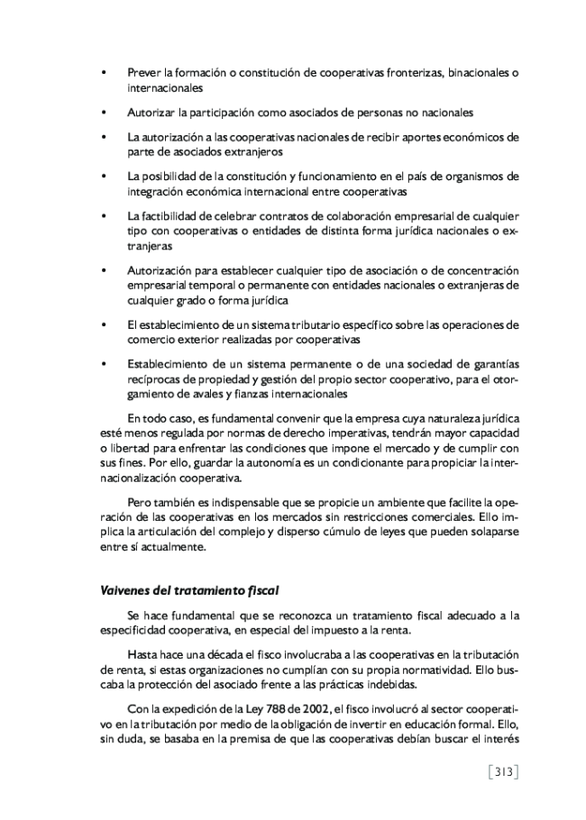 • Prever la formación o constitución de cooperativas fronterizas, binacionales o
internacionales
• Autorizar la participación como asociados de personas no nacionales
• La autorización a las cooperativas nacionales de recibir aportes económicos de
parte de asociados extranjeros
• La posibilidad de la constitución y funcionamiento en el país de organismos de
integración económica internacional entre cooperativas
• La factibilidad de celebrar contratos de colaboración empresarial de cualquier
tipo con cooperativas o entidades de distinta forma jurídica nacionales o ex-
tranjeras
• Autorización para establecer cualquier tipo de asociación o de concentración
empresarial temporal o permanente con entidades nacionales o extranjeras de
cualquier grado o forma jurídica
• El establecimiento de un sistema tributario específico sobre las operaciones de
comercio exterior realizadas por cooperativas
• Establecimiento de un sistema permanente o de una sociedad de garantías
recíprocas de propiedad y gestión del propio sector cooperativo, para el otor-
gamiento de avales y fianzas internacionales
En todo caso, es fundamental convenir que la empresa cuya naturaleza jurídica
esté menos regulada por normas de derecho imperativas, tendrán mayor capacidad
o libertad para enfrentar las condiciones que impone el mercado y de cumplir con
sus fines. Por ello, guardar la autonomía es un condicionante para propiciar la inter-
nacionalización cooperativa.
Pero también es indispensable que se propicie un ambiente que facilite la ope-
ración de las cooperativas en los mercados sin restricciones comerciales. Ello im-
plica la articulación del complejo y disperso cúmulo de leyes que pueden solaparse
entre sí actualmente.
Vaivenes del tratamiento fiscal
Se hace fundamental que se reconozca un tratamiento fiscal adecuado a la
especificidad cooperativa, en especial del impuesto a la renta.
Hasta hace una década el fisco involucraba a las cooperativas en la tributación
de renta, si estas organizaciones no cumplían con su propia normatividad. Ello bus-
caba la protección del asociado frente a las prácticas indebidas.
Con la expedición de la Ley 788 de 2002, el fisco involucró al sector cooperati-
vo en la tributación por medio de la obligación de invertir en educación formal. Ello,
sin duda, se basaba en la premisa de que las cooperativas debían buscar el interés
[313]